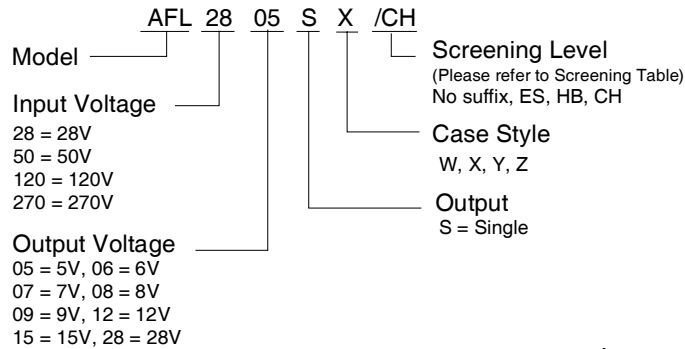 AFL 28 05 S X /CH
Model
Input Voltage
28 = 28V
50 = 50V
120 = 120V
270 = 270V
Output Voltage
05 = 5V, 06 = 6V
07 = 7V, 08 = 8V
09 = 9V, 12 = 12V
15 = 15V, 28 = 28V
Screening Level
(Please refer to Screening Table)
No suffix, ES, HB, CH
Case Style
W, X, Y, Z
Output
S = Single